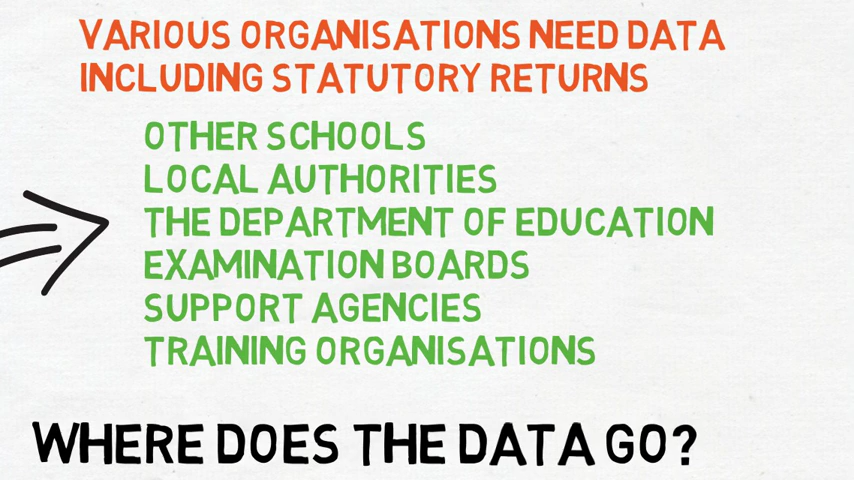 VARIOUS ORGANISATIONS NEED DATA
INCLUDING STATUTORY RETURNS
OTHER SCHOOLS
LOCAL AUTHORITIES
THE DEPARTMENT OF EDUCATION
EXAMINATION BOARDS
SUPPORT AGENCIES
TRAINING ORGANISATIONS
WHERE DOES THE DATA GO?